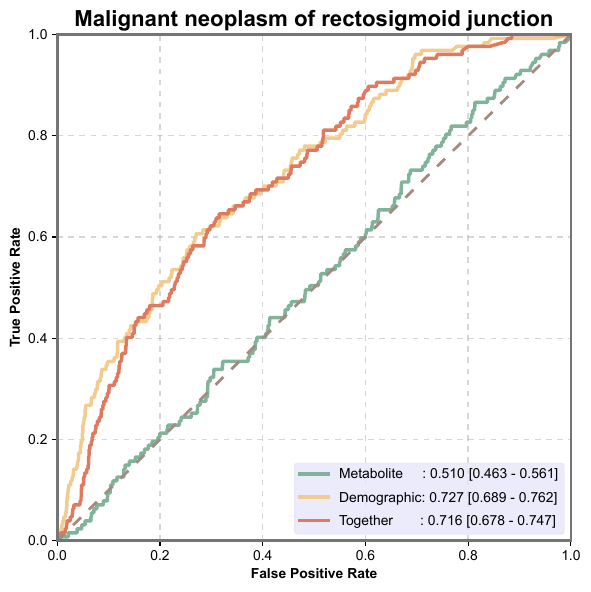 Malignant neoplasm of rectosigmoid junction
True Positive Rate
1.0
0.8
0.6
0.4
0.2
0.0
Metabolite : 0.510 [0.463 - 0.561]
Demographic: 0.727 [0.689 - 0.762]
Together : 0.716 [0.678 - 0.747]
0.0 0.2 0.4 0.6 0.8 1.0
False Positive Rate